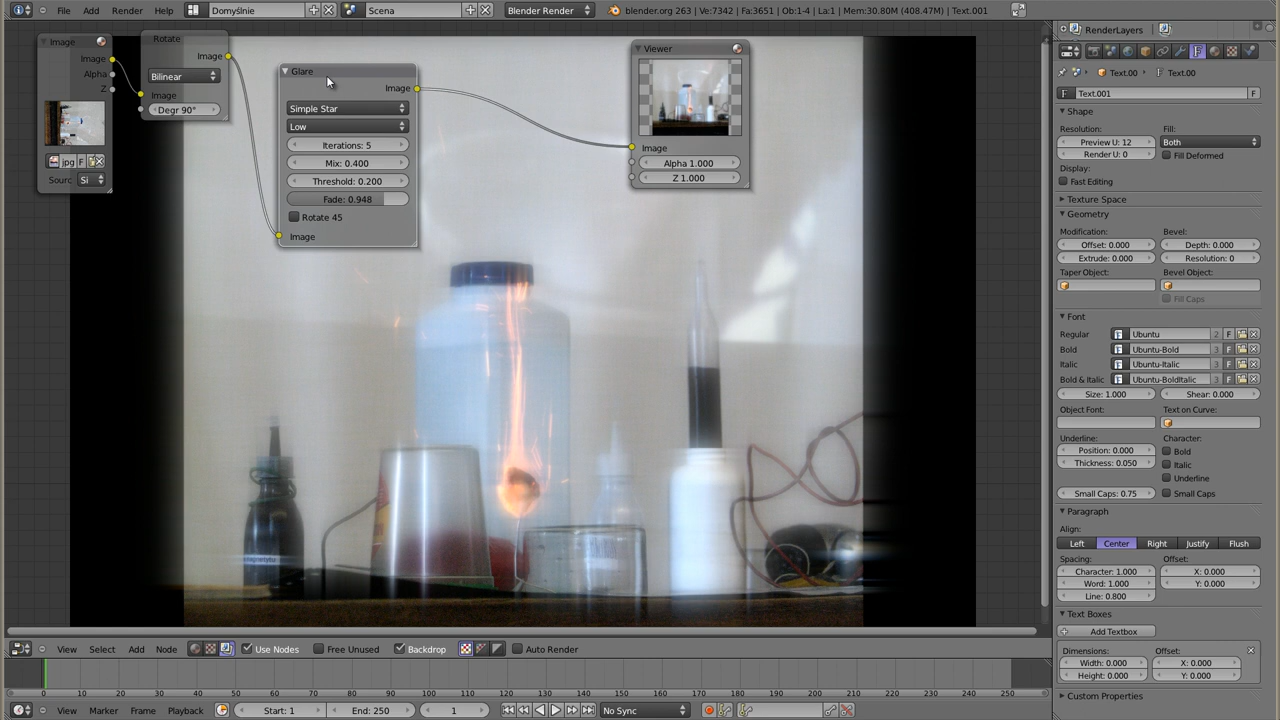 File Add Render Help Domyślnie Scena Blender Render blender.org 263 | Ve:7342 | Fa:3651 | Ob:1-4 | La:1 | Mem:30.80M (408.47M) | Text.001
Image
Image
Alpha
Z
jpg F
Sourc Si
Rotate
Image
Bilinear
Image
Degr 90°
Glare
Image
Simple Star
Low
Iterations: 5
Mix: 0.400
Threshold: 0.200
Fade: 0.948
Rotate 45
Image
Viewer
Image
Alpha 1.000
Z 1.000
RenderLayers
Text.00 Text.00
F Text.001 F
Shape
Resolution: Fill:
Preview U: 12 Both
Render U: 0 Fill Deformed
Display:
Fast Editing
Texture Space
Geometry
Modification: Bevel:
Offset: 0.000 Depth: 0.000
Extrude: 0.000 Resolution: 0
Taper Object: Bevel Object:
Fill Caps
Font
Regular Ubuntu 2 F
Bold Ubuntu-Bold 3 F
Italic Ubuntu-Italic 3 F
Bold & Italic Ubuntu-BoldItalic 3 F
Size: 1.000 Shear: 0.000
Object Font: Text on Curve:
Underline: Character:
Position: 0.000 Bold
Thickness: 0.050 Italic
Underline
Small Caps: 0.75 Small Caps
Paragraph
Align:
Left Center Right Justify Flush
Spacing: Offset:
Character: 1.000 X: 0.000
Word: 1.000 Y: 0.000
Line: 0.800
Text Boxes
Add Textbox
Dimensions: Offset:
Width: 0.000 X: 0.000
Height: 0.000 Y: 0.000
Custom Properties
View Select Add Node Use Nodes Free Unused Backdrop Auto Render
0 10 20 30 40 50 60 70 80 90 100 110 120 130 140 150 160 170 180 190 200 210 220 230 240 250
View Marker Frame Playback Start: 1 End: 250 1 No Sync